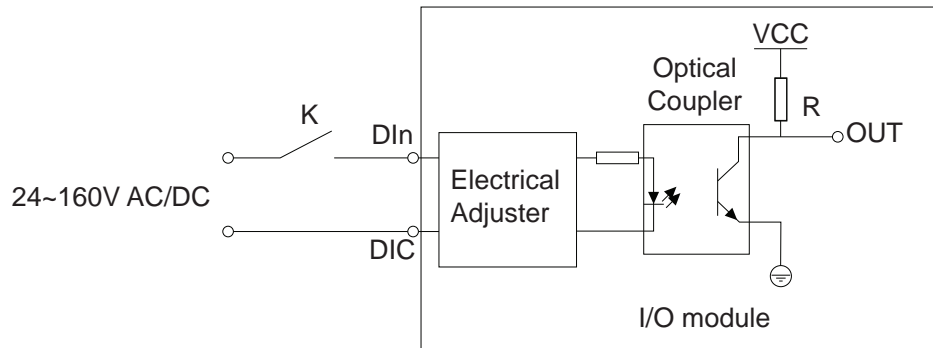 VCC
Optical
Coupler
R
K
DIn
OUT
24~160V AC/DC
Electrical
Adjuster
DIC
I/O module